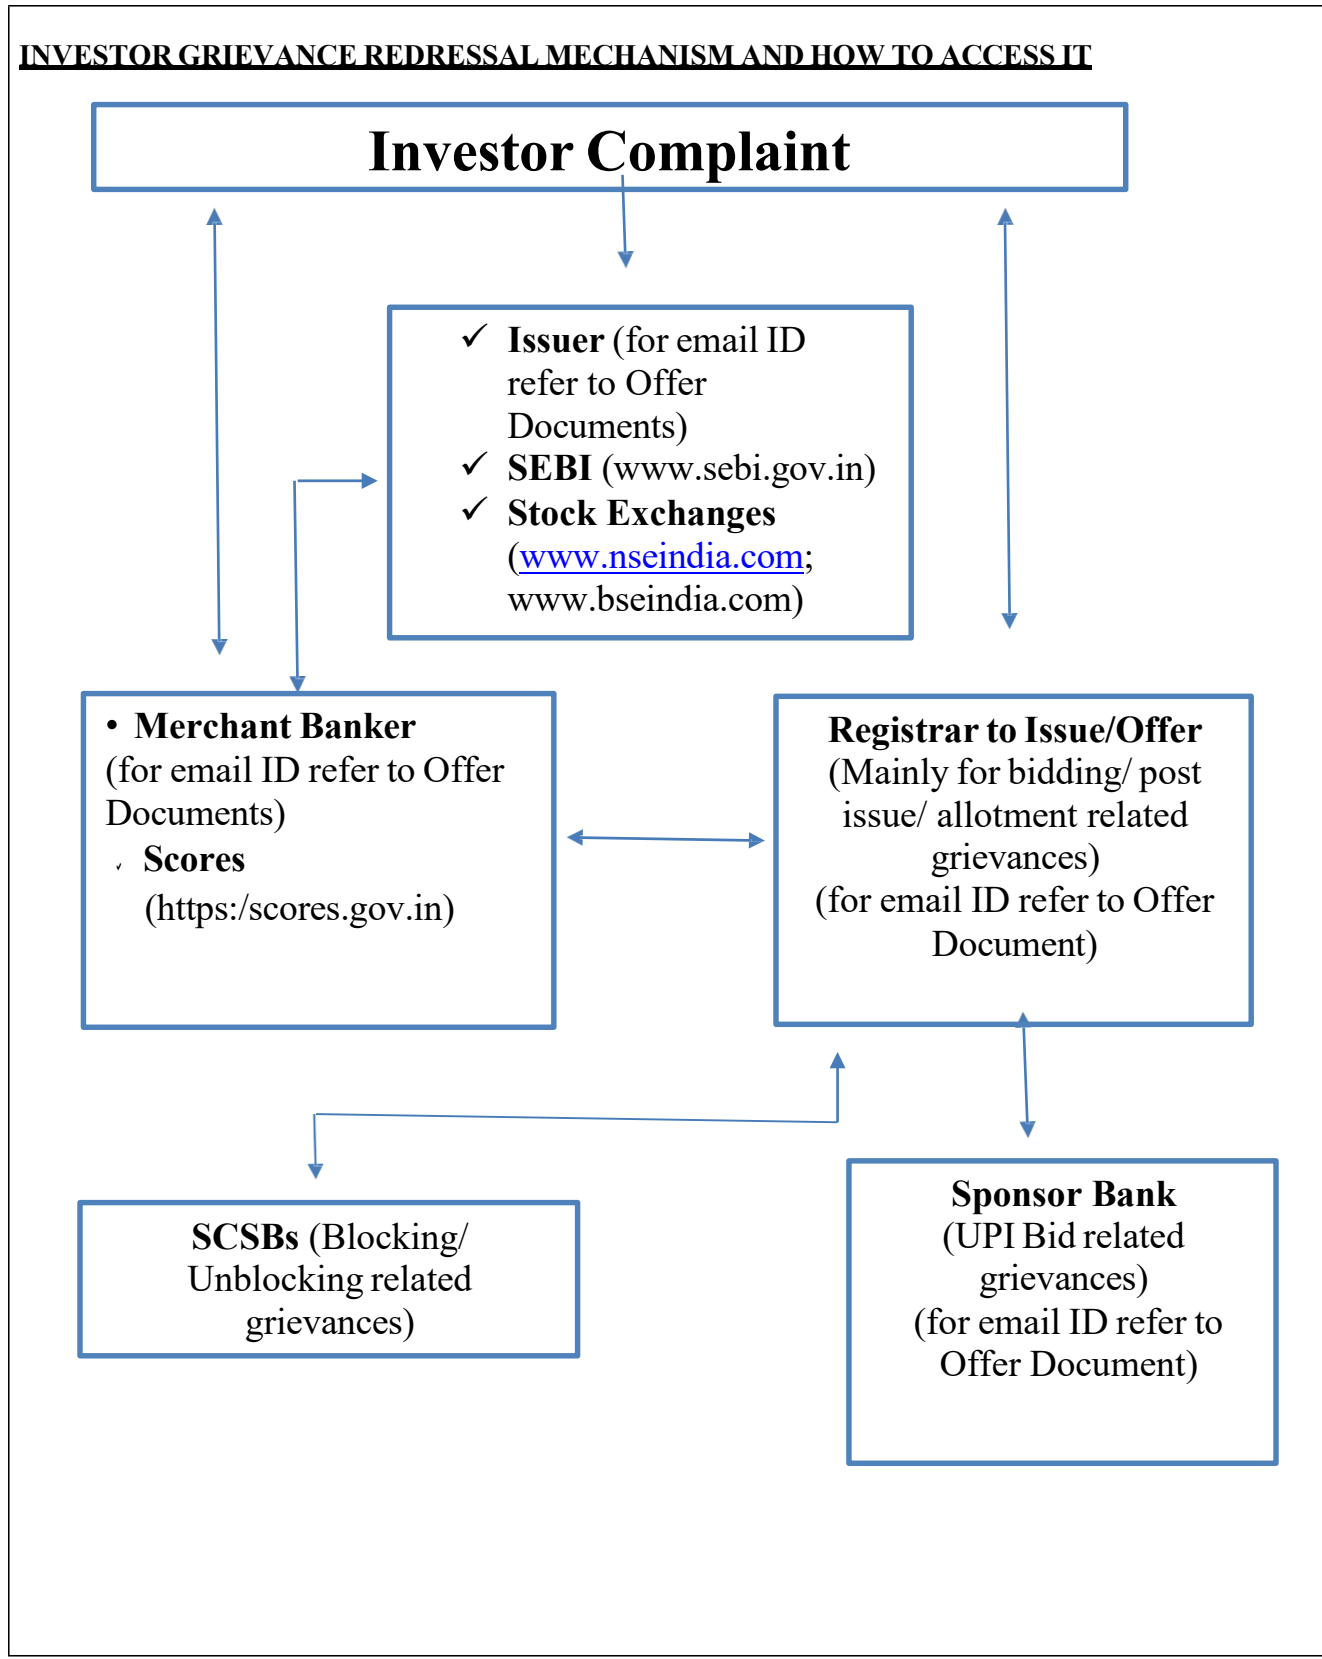 INVESTOR GRIEVANCE REDRESSAL MECHANISM AND HOW TO ACCESS IT
Investor Complaint
✓ Issuer (for email ID
refer to Offer
Documents)
✓ SEBI (www.sebi.gov.in)
✓ Stock Exchanges
(www.nseindia.com;
www.bseindia.com)
• Merchant Banker
(for email ID refer to Offer
Documents)
✓ Scores
(https:/scores.gov.in)
Registrar to Issue/Offer
(Mainly for bidding/ post
issue/ allotment related
grievances)
(for email ID refer to Offer
Document)
SCSBs (Blocking/
Unblocking related
grievances)
Sponsor Bank
(UPI Bid related
grievances)
(for email ID refer to
Offer Document)